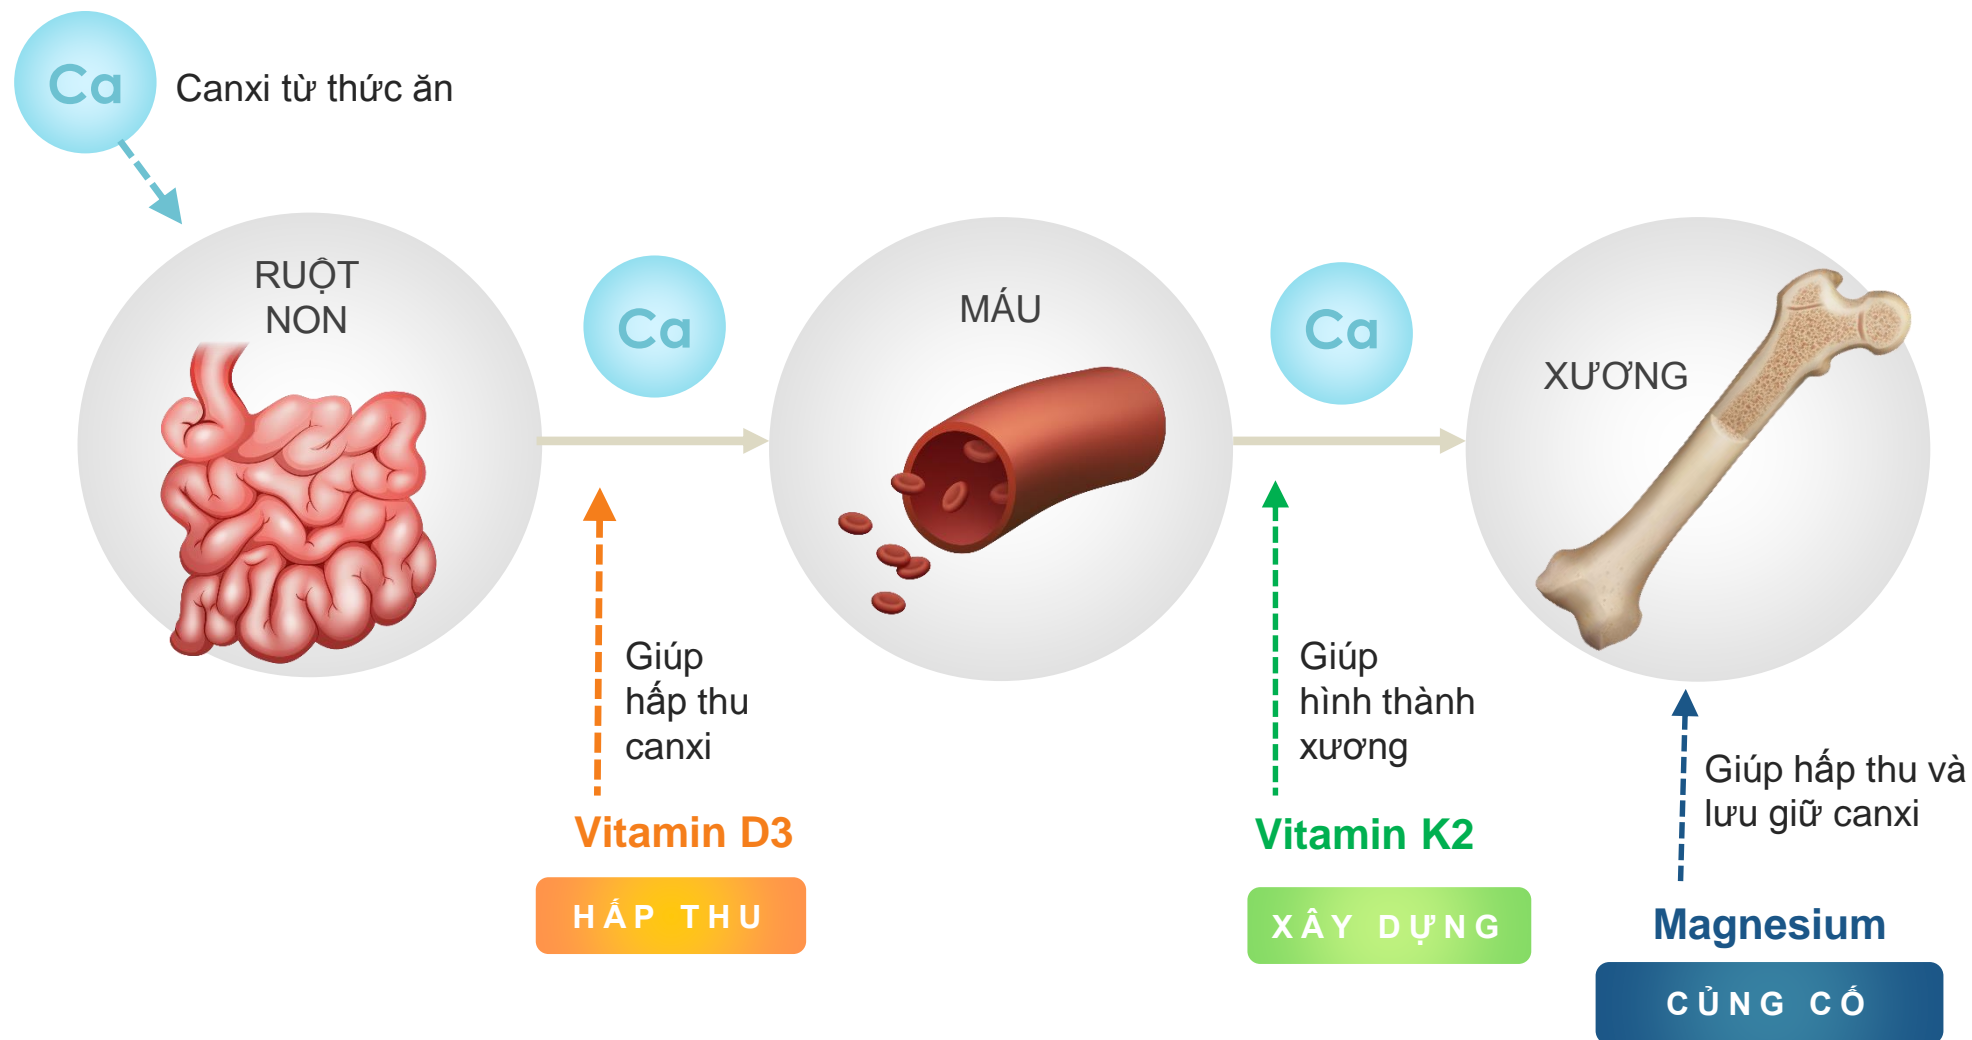 Ca
Canxi từ thức ăn
RUỘT
NON
Ca
MÁU
Ca
XƯƠNG
Giúp
hấp thu
canxi
Vitamin D3
HẤP THU
Giúp
hình thành
xương
Vitamin K2
XÂY DỰNG
Giúp hấp thu và
lưu giữ canxi
Magnesium
CỦNG CỐ